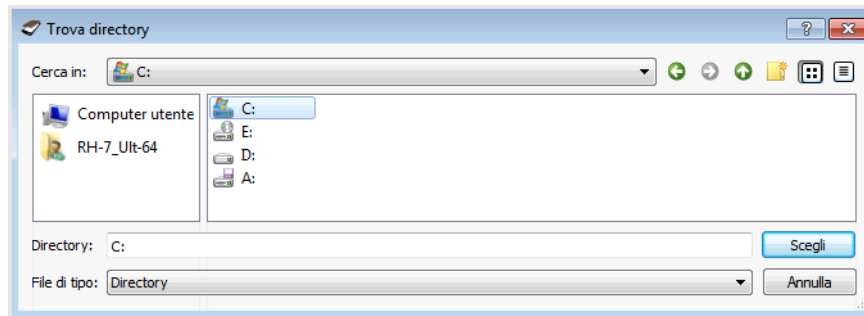 Trova directory
Cerca in: C:
Computer utente
RH-7_Ult-64
C:
E:
D:
A:
Directory: C: Scegli
File di tipo: Directory Annulla